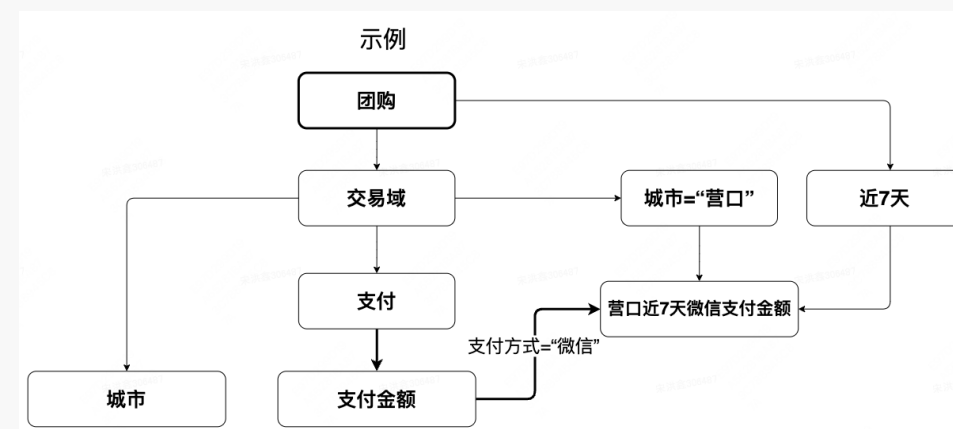 示例
团购
交易域
城市=“营口”
近7天
支付
营口近7天微信支付金额
支付方式=“微信”
城市
支付金额